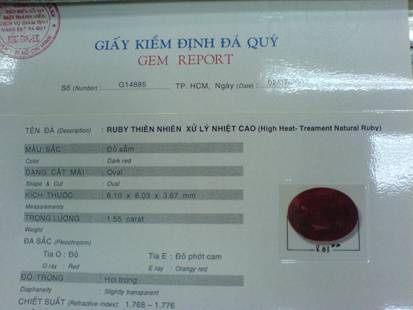 GIẤY KIỂM ĐỊNH ĐÁ QUÝ
GEM REPORT
Số (Number) : G14885 TP. HCM, Ngày (Date) :
TÊN ĐÁ (Description) : RUBY THIÊN NHIÊN XỬ LÝ NHIỆT CAO (High Heat- Treament Natural Ruby)
MÀU SẮC : Đỏ sẫm
Color : Dark red
DẠNG CẮT MÀI : Oval
Shape & Cut : Oval
KÍCH THƯỚC : 8.10 x 6.03 x 3.67 mm
Measurements
TRỌNG LƯỢNG : 1.55 carat
Weight
ĐA SẮC (Pleochroism)
Tia O : Đỏ Tia E : Đỏ phớt cam
O ray : Red E ray : Orangy red
ĐỘ TRONG : Hơi trong
Diaphaneity : Slightly transparent
CHIẾT SUẤT (Refractive index) : 1.768 – 1.776